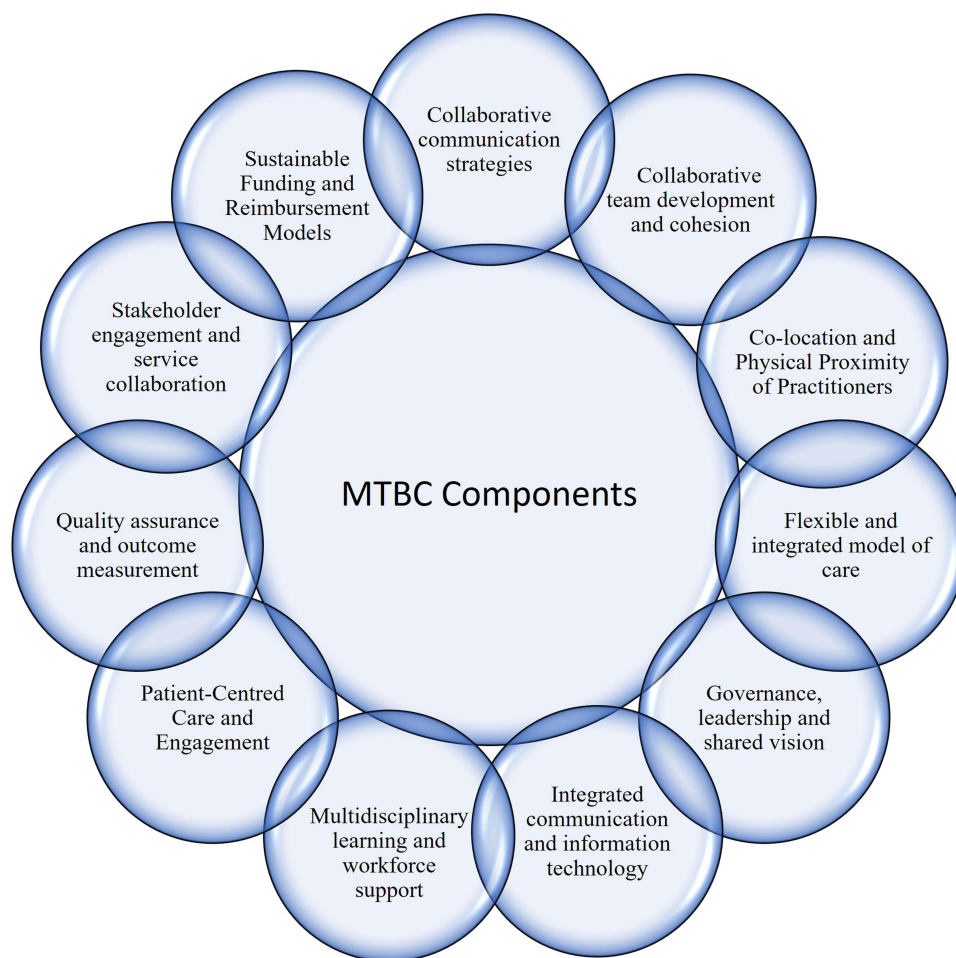 Collaborative
communication
strategies
Collaborative
team development
and cohesion
Co-location and
Physical Proximity
of Practitioners
Flexible and
integrated model of
care
Governance,
leadership and
shared vision
Integrated
communication
and information
technology
Multidisciplinary
learning and
workforce
support
Patient-Centred
Care and
Engagement
Quality assurance
and outcome
measurement
Stakeholder
engagement and
service
collaboration
Sustainable
Funding and
Reimbursement
Models
MTBC Components